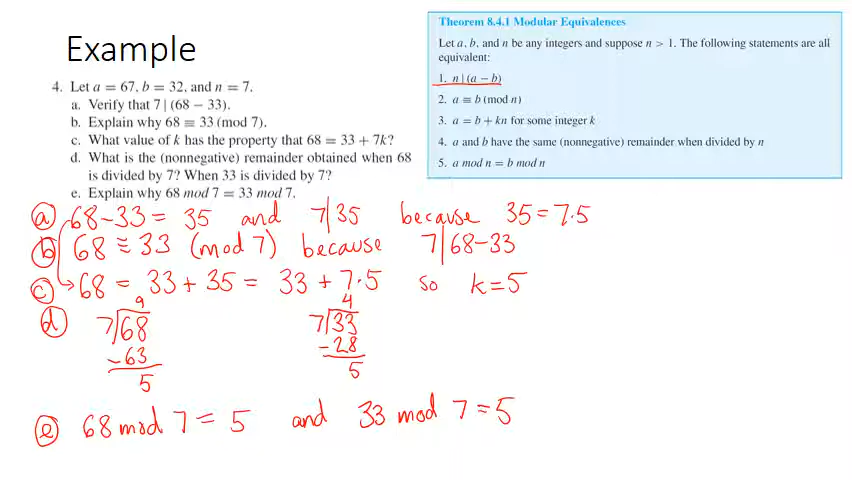 Example
4. Let a = 67, b = 32, and n = 7.
a. Verify that 7 | (68 − 33).
b. Explain why 68 ≡ 33 (mod 7).
c. What value of k has the property that 68 = 33 + 7k?
d. What is the (nonnegative) remainder obtained when 68
is divided by 7? When 33 is divided by 7?
e. Explain why 68 mod 7 = 33 mod 7.
Theorem 8.4.1 Modular Equivalences
Let a, b, and n be any integers and suppose n > 1. The following statements are all
equivalent:
1. n | (a − b)
2. a ≡ b (mod n)
3. a = b + kn for some integer k
4. a and b have the same (nonnegative) remainder when divided by n
5. a mod n = b mod n
(a) 68−33 = 35 and 7|35 because 35 = 7·5
(b) 68 ≡ 33 (mod 7) because 7|68−33
(c) → 68 = 33 + 35 = 33 + 7·5 so k=5
9 4
(d) 7⟌68 7⟌33
−63 −28
5 5
(e) 68 mod 7 = 5 and 33 mod 7 = 5